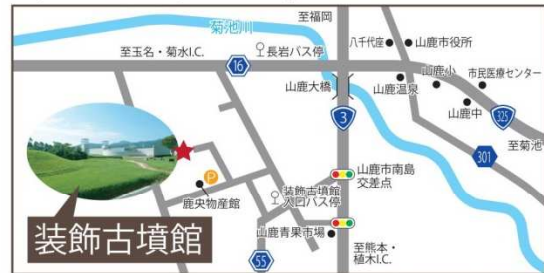 至福岡
菊池川
八千代座
山鹿市役所
至玉名・菊水I.C.
長岩バス停
16
山鹿大橋
山鹿温泉
山鹿小
市民医療センター
山鹿中
3
325
301
至菊池
P
山鹿市南島
交差点
鹿央物産館
装飾古墳館
入口バス停
装飾古墳館
山鹿青果市場
55
至熊本・
植木I.C.